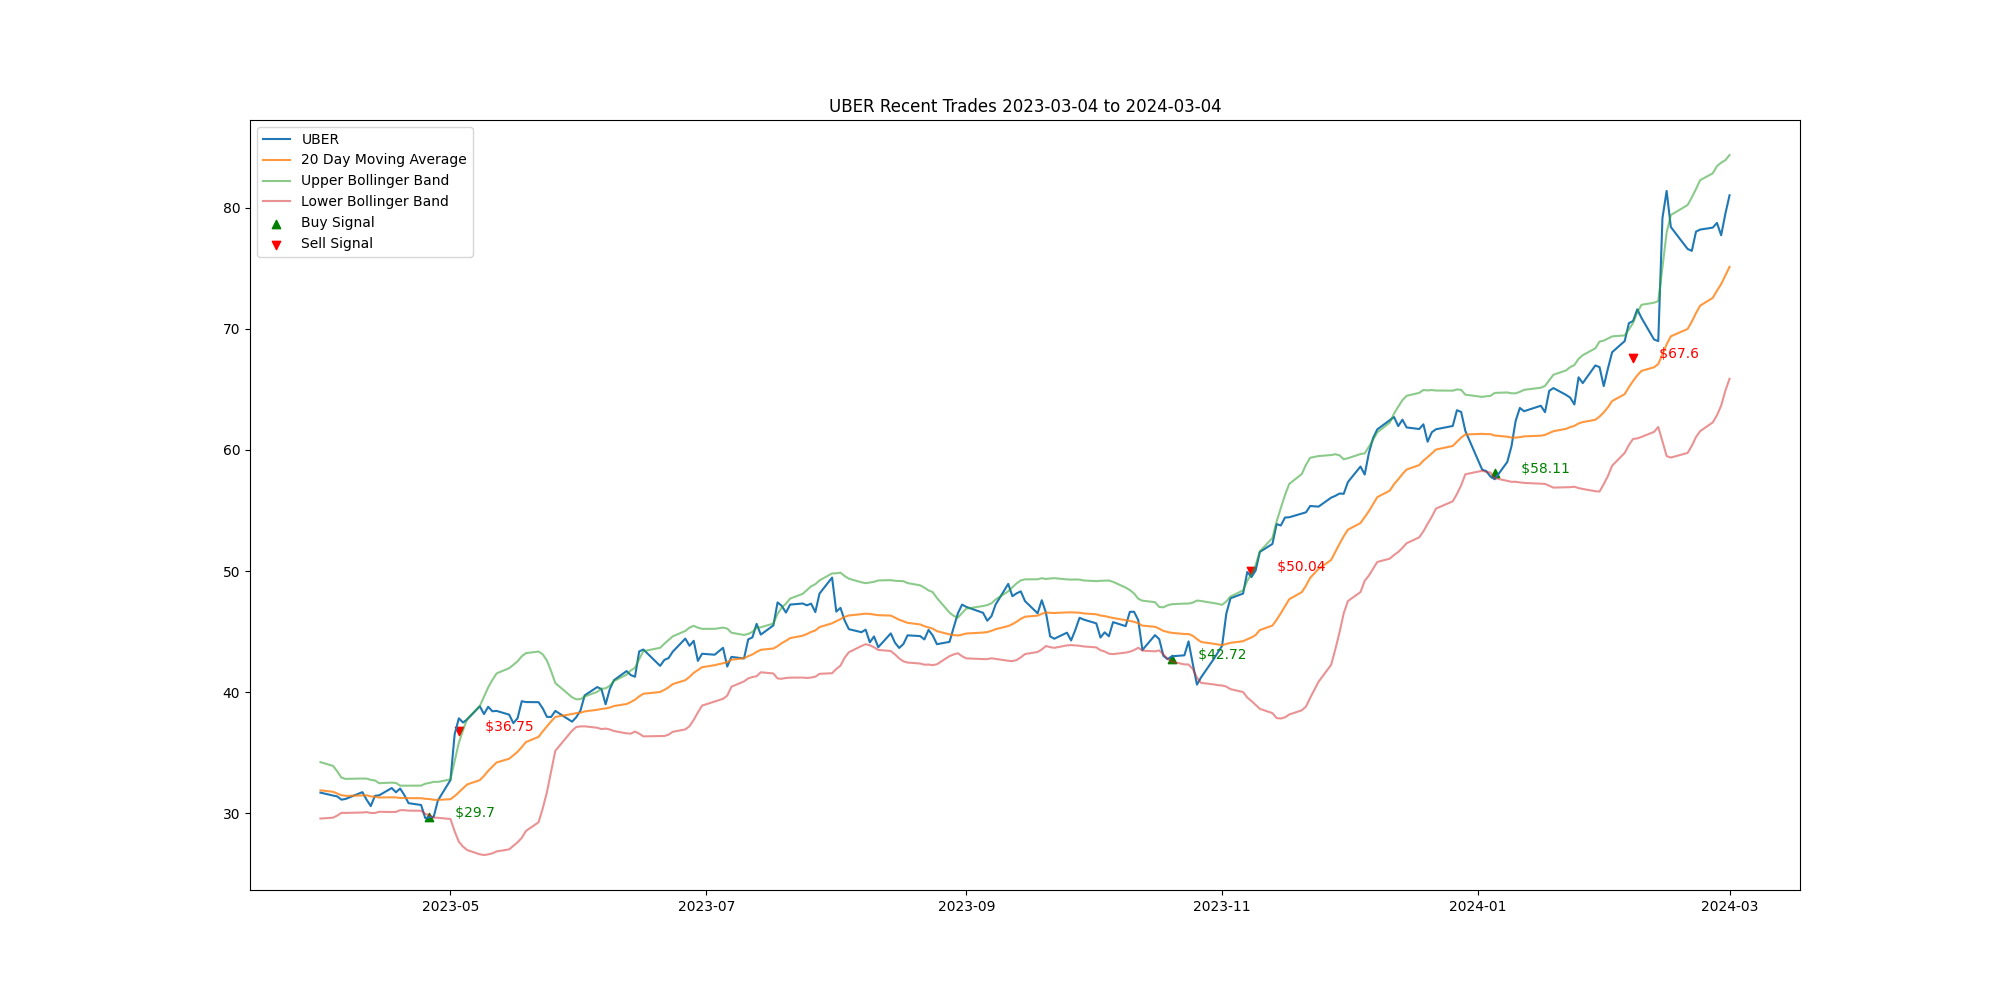 UBER Recent Trades 2023-03-04 to 2024-03-04
UBER
20 Day Moving Average
Upper Bollinger Band
Lower Bollinger Band
Buy Signal
Sell Signal
80
70
60
50
40
30
$67.6
$58.11
$50.04
$42.72
$36.75
$29.7
2023-05
2023-07
2023-09
2023-11
2024-01
2024-03